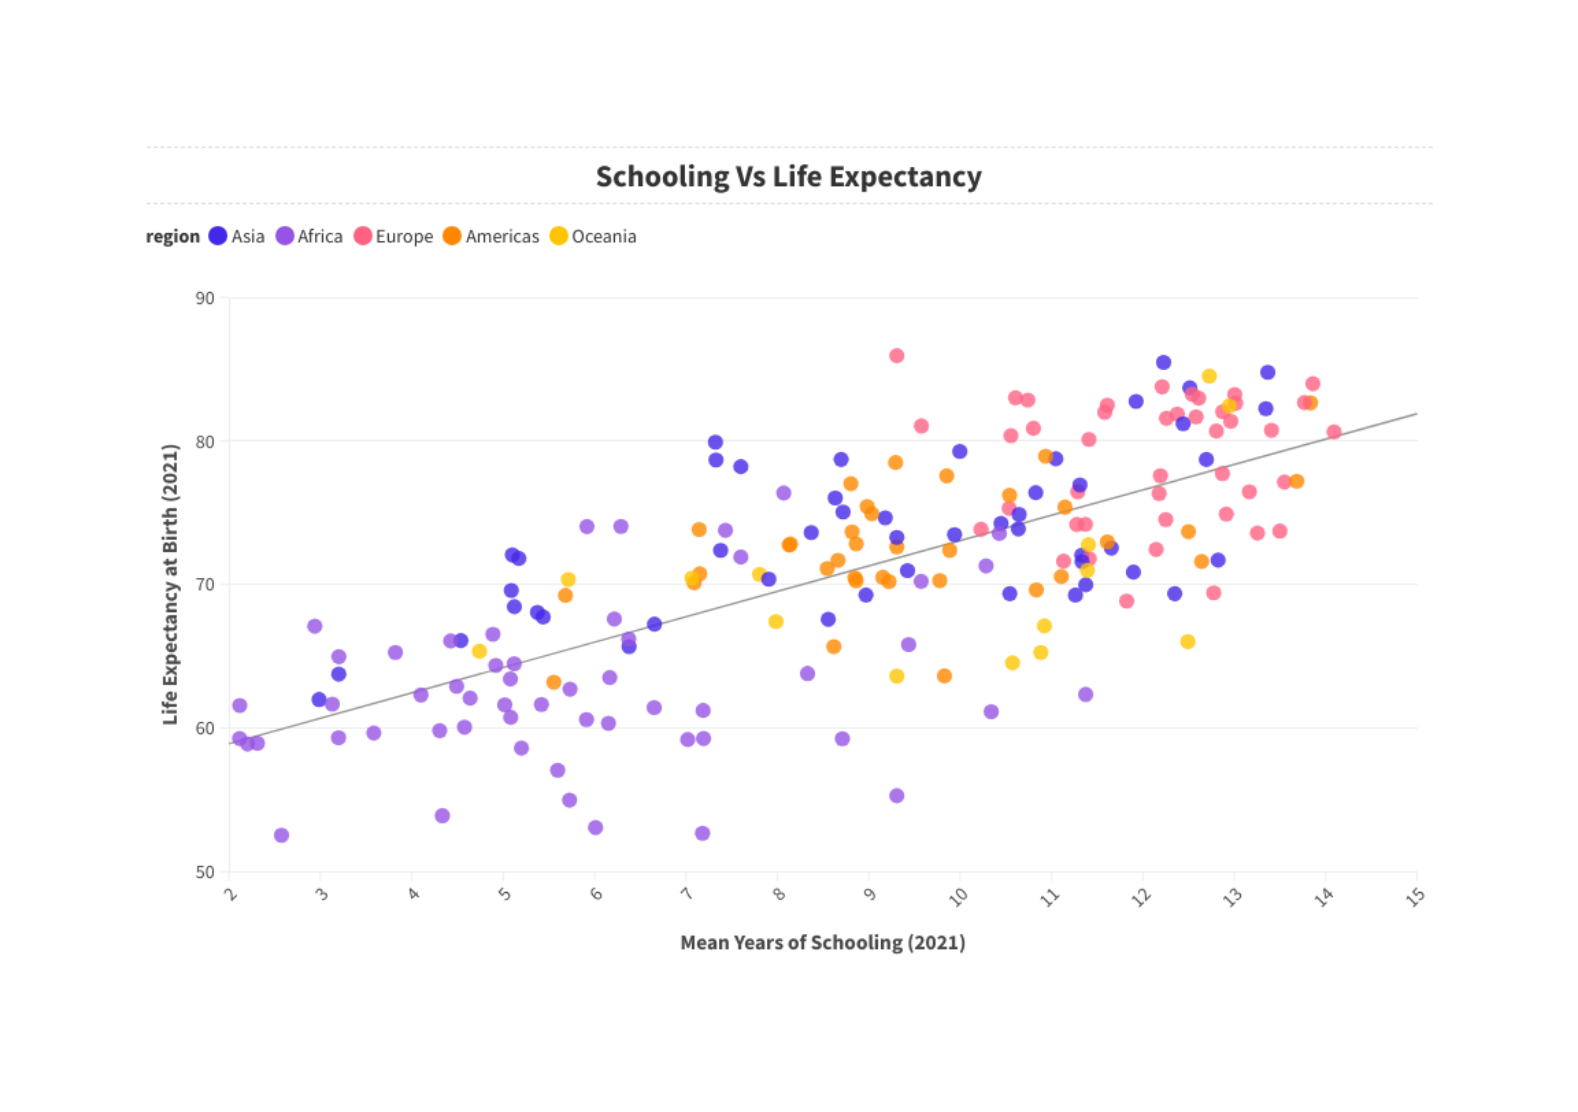 Schooling Vs Life Expectancy
region Asia Africa Europe Americas Oceania
90
80
70
60
50
Life Expectancy at Birth (2021)
2 3 4 5 6 7 8 9 10 11 12 13 14 15
Mean Years of Schooling (2021)